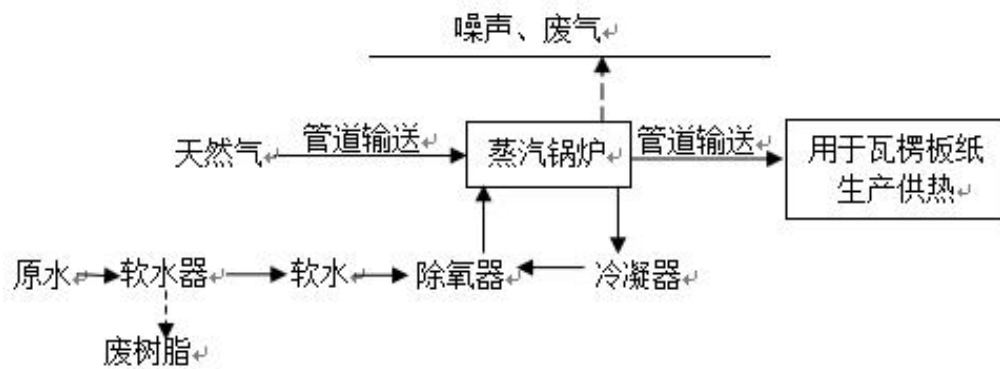 噪声、废气
天然气
管道输送
蒸汽锅炉
管道输送
用于瓦楞板纸
生产供热
原水
软水器
软水
除氧器
冷凝器
废树脂